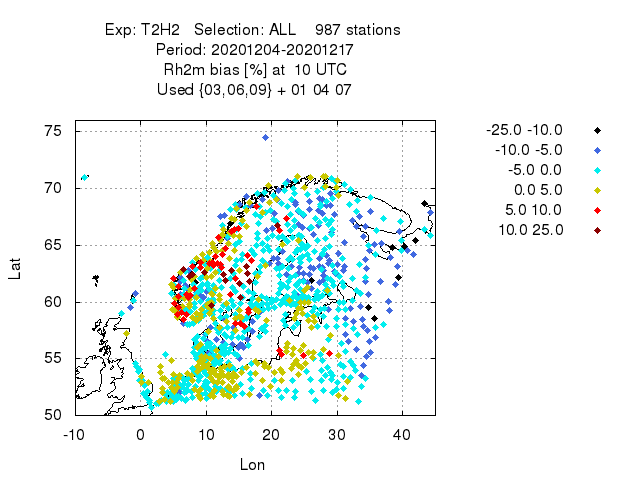 Exp: T2H2 Selection: ALL 987 stations
Period: 20201204-20201217
Rh2m bias [%] at 10 UTC
Used {03,06,09} + 01 04 07
-25.0 -10.0
-10.0 -5.0
-5.0 0.0
0.0 5.0
5.0 10.0
10.0 25.0
75
70
65
60
55
50
Lat
-10 0 10 20 30 40
Lon